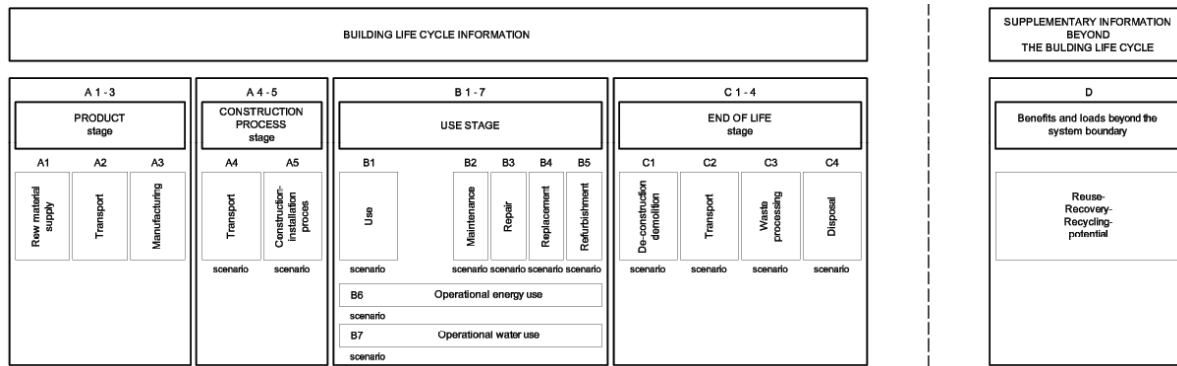 BUILDING LIFE CYCLE INFORMATION
SUPPLEMENTARY INFORMATION
BEYOND
THE BULDING LIFE CYCLE
A 1 - 3
PRODUCT
stage
A1
A2
A3
Rew material
supply
Transport
Manufacturing
A 4 - 5
CONSTRUCTION
PROCESS
stage
A4
A5
Transport
Construction-
installation
proces
scenario
scenario
B 1 - 7
USE STAGE
B1
B2
B3
B4
B5
Use
Maintenance
Repair
Replacement
Refurbishment
scenario
scenario
scenario
scenario
scenario
B6
Operational energy use
scenario
B7
Operational water use
scenario
C 1 - 4
END OF LIFE
stage
C1
C2
C3
C4
De-construction
demolition
Transport
Waste
processing
Disposal
scenario
scenario
scenario
scenario
D
Benefits and loads beyond the
system boundary
Reuse-
Recovery-
Recycling-
potential